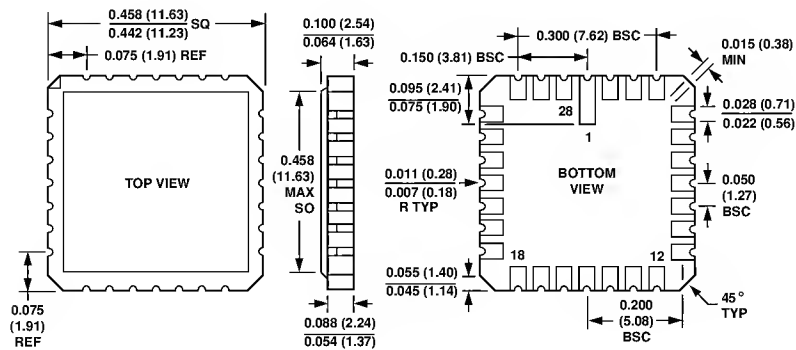 0.458 (11.63)
0.442 (11.23)
SQ
0.075 (1.91) REF
TOP VIEW
0.075
(1.91)
REF
0.100 (2.54)
0.064 (1.63)
0.458
(11.63)
MAX
SQ
0.088 (2.24)
0.054 (1.37)
0.300 (7.62) BSC
0.150 (3.81) BSC
0.015 (0.38)
MIN
0.095 (2.41)
0.075 (1.90)
28
1
0.028 (0.71)
0.022 (0.56)
BOTTOM
VIEW
0.011 (0.28)
0.007 (0.18)
R TYP
0.050
(1.27)
BSC
18
12
0.055 (1.40)
0.045 (1.14)
0.200
(5.08)
BSC
45°
TYP